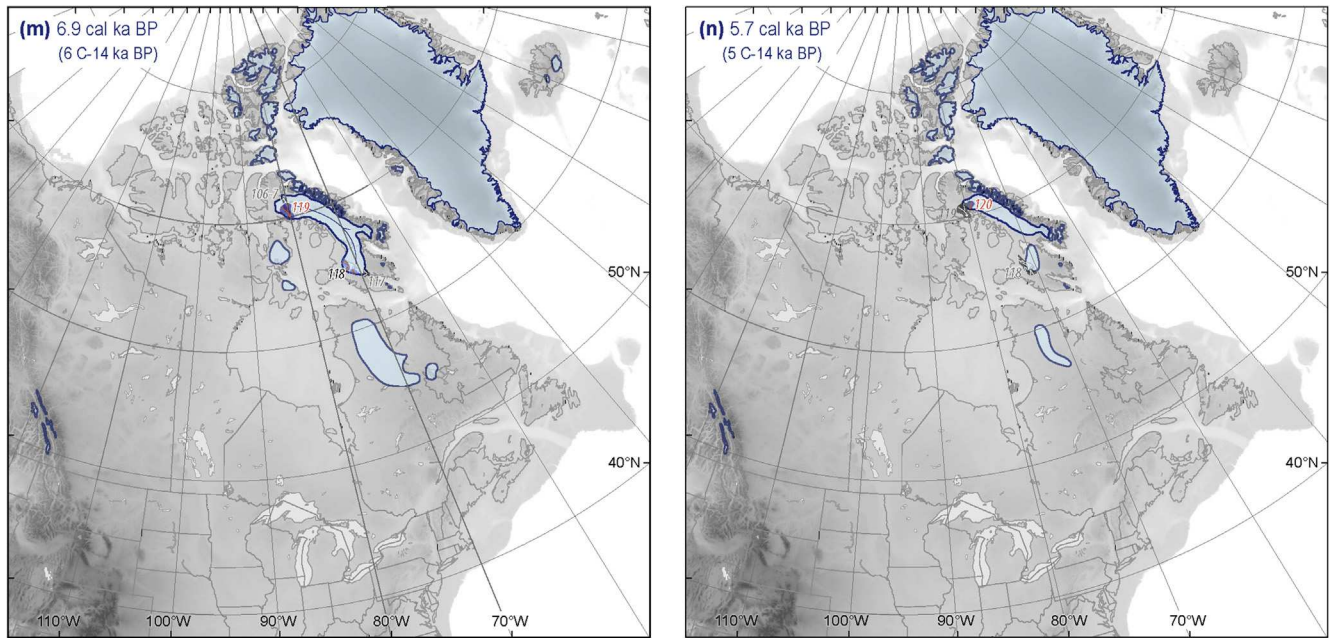 (m) 6.9 cal ka BP
(6 C-14 ka BP)
106-7
119
118
117
50°N
40°N
110°W
100°W
90°W
80°W
70°W
(n) 5.7 cal ka BP
(5 C-14 ka BP)
120
118
50°N
40°N
110°W
100°W
90°W
80°W
70°W